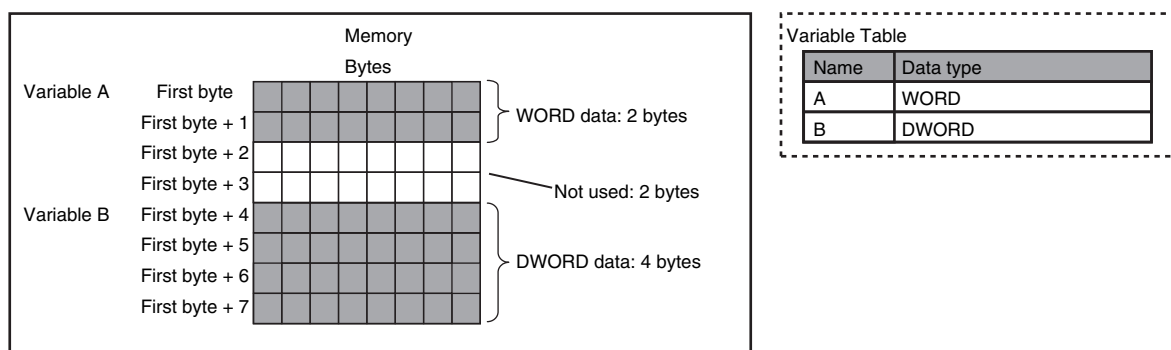 Memory
Bytes
Variable A
First byte
First byte + 1
WORD data: 2 bytes
First byte + 2
First byte + 3
Not used: 2 bytes
Variable B
First byte + 4
First byte + 5
First byte + 6
First byte + 7
DWORD data: 4 bytes
Variable Table
Name Data type
A WORD
B DWORD